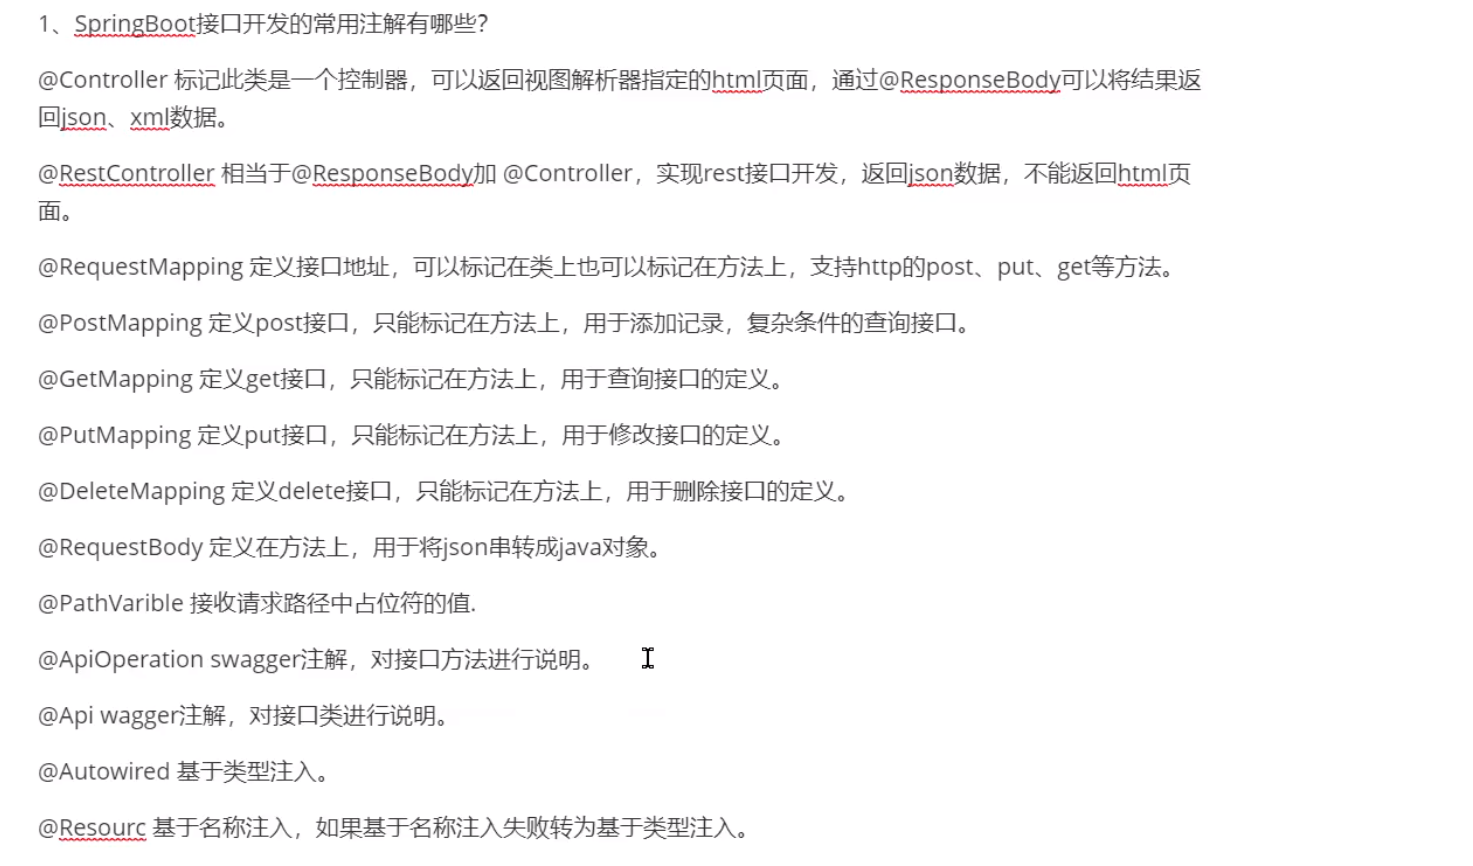 1、SpringBoot接口开发的常用注解有哪些?
@Controller 标记此类是一个控制器，可以返回视图解析器指定的html页面，通过@ResponseBody可以将结果返
回json、xml数据。
@RestController 相当于@ResponseBody加 @Controller，实现rest接口开发，返回json数据，不能返回html页
面。
@RequestMapping 定义接口地址，可以标记在类上也可以标记在方法上，支持http的post、put、get等方法。
@PostMapping 定义post接口，只能标记在方法上，用于添加记录，复杂条件的查询接口。
@GetMapping 定义get接口，只能标记在方法上，用于查询接口的定义。
@PutMapping 定义put接口，只能标记在方法上，用于修改接口的定义。
@DeleteMapping 定义delete接口，只能标记在方法上，用于删除接口的定义。
@RequestBody 定义在方法上，用于将json串转成java对象。
@PathVarible 接收请求路径中占位符的值.
@ApiOperation swagger注解，对接口方法进行说明。
@Api wagger注解，对接口类进行说明。
@Autowired 基于类型注入。
@Resourc 基于名称注入，如果基于名称注入失败转为基于类型注入。